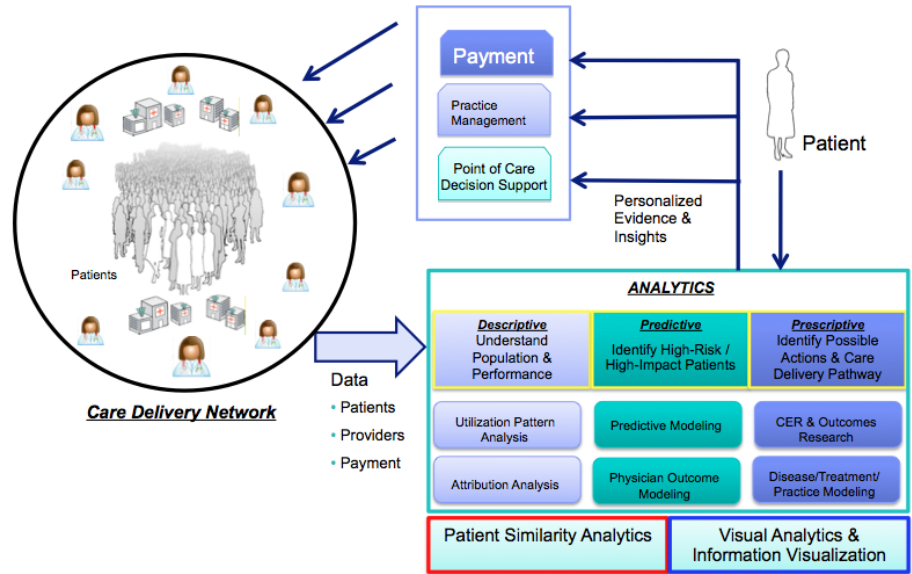 Payment
Practice
Management
Point of Care
Decision Support
Patient
Personalized
Evidence &
Insights
Patients
Care Delivery Network
Data
• Patients
• Providers
• Payment
ANALYTICS
Descriptive
Understand
Population &
Performance
Predictive
Identify High-Risk /
High-Impact Patients
Prescriptive
Identify Possible
Actions & Care
Delivery Pathway
Utilization Pattern
Analysis
Predictive Modeling
CER & Outcomes
Research
Attribution Analysis
Physician Outcome
Modeling
Disease/Treatment/
Practice Modeling
Patient Similarity Analytics
Visual Analytics &
Information Visualization